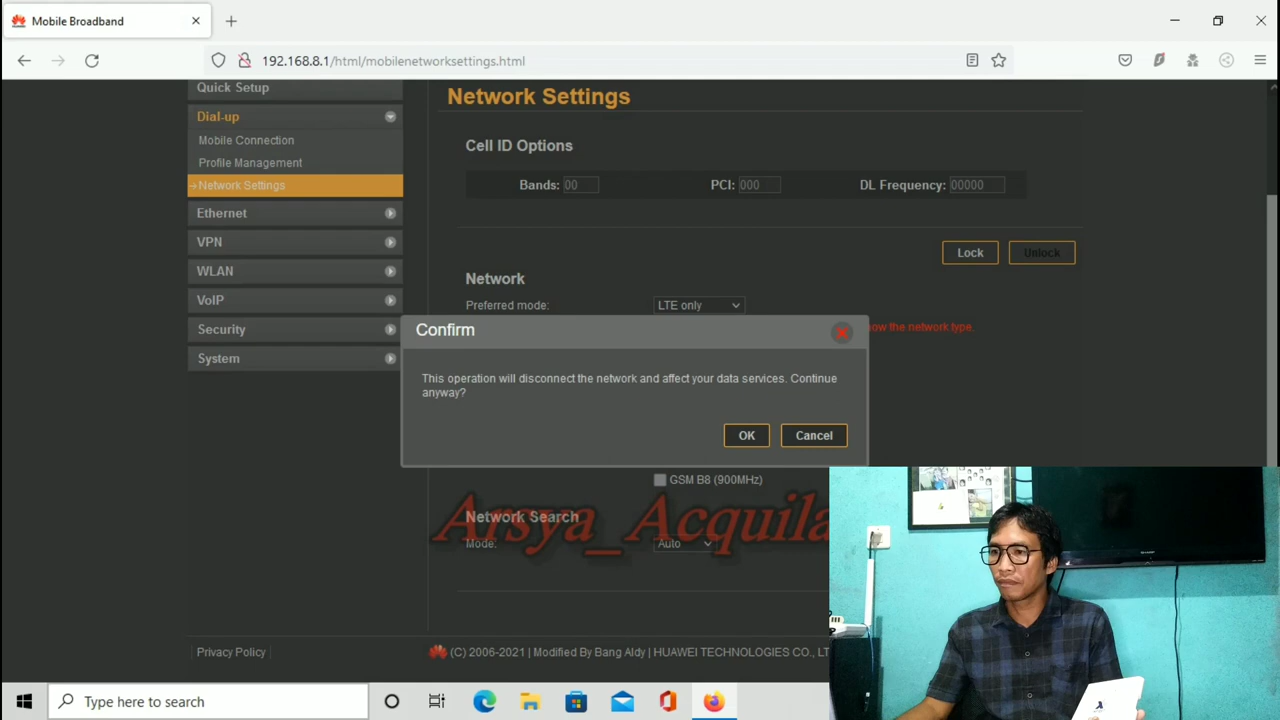 Mobile Broadband
192.168.8.1/html/mobilenetworksettings.html
Quick Setup
Dial-up
Mobile Connection
Profile Management
Network Settings
Ethernet
VPN
WLAN
VoIP
Security
System
Network Settings
Cell ID Options
Bands: 00 PCI: 000 DL Frequency: 00000
Lock Unlock
Network
Preferred mode: LTE only
how the network type.
Confirm
This operation will disconnect the network and affect your data services. Continue
anyway?
OK Cancel
GSM B8 (900MHz)
Network Search
Arsya_Acquila
Mode: Auto
Privacy Policy
(C) 2006-2021 | Modified By Bang Aldy | HUAWEI TECHNOLOGIES CO., LT
Type here to search